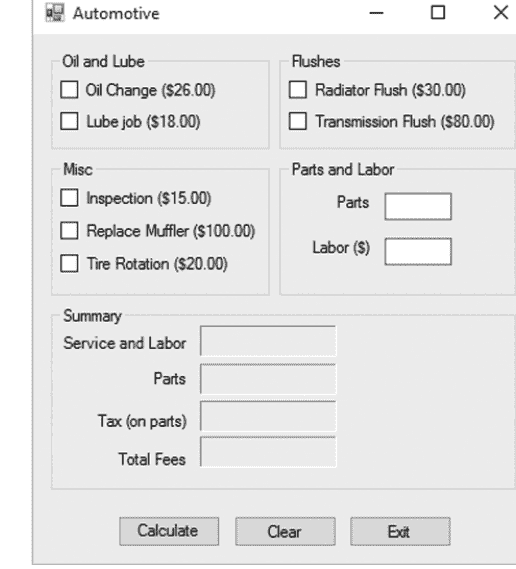 Automotive
Oil and Lube
Oil Change ($26.00)
Lube job ($18.00)
Flushes
Radiator Flush ($30.00)
Transmission Flush ($80.00)
Misc
Inspection ($15.00)
Replace Muffler ($100.00)
Tire Rotation ($20.00)
Parts and Labor
Parts
Labor ($)
Summary
Service and Labor
Parts
Tax (on parts)
Total Fees
Calculate Clear Exit